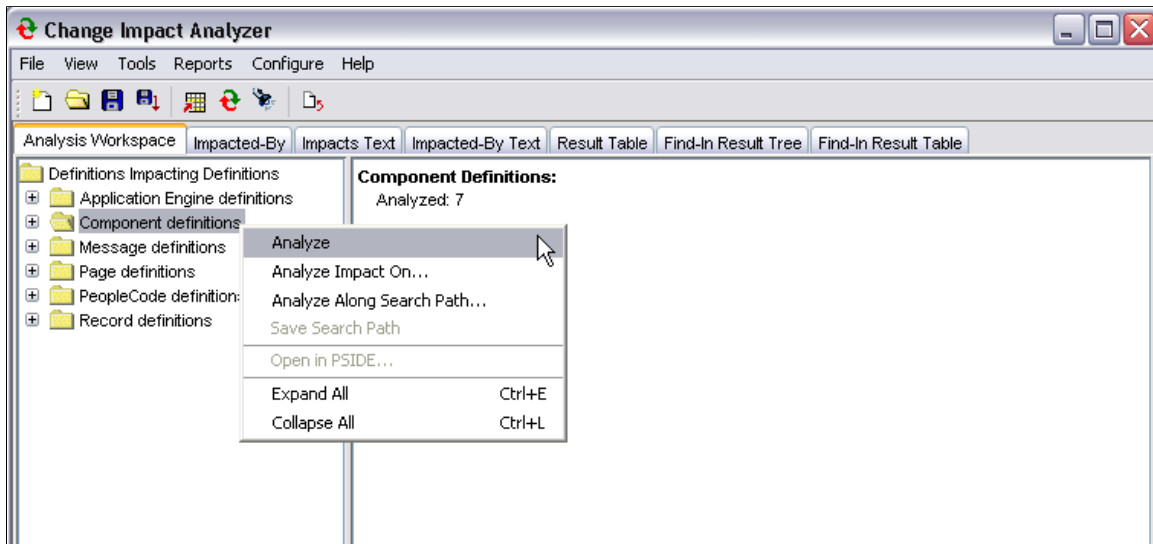 Change Impact Analyzer
File View Tools Reports Configure Help
Analysis Workspace Impacted-By Impacts Text Impacted-By Text Result Table Find-In Result Tree Find-In Result Table
Definitions Impacting Definitions
Application Engine definitions
Component definitions
Message definitions
Page definitions
PeopleCode definition
Record definitions
Component Definitions:
Analyzed: 7
Analyze
Analyze Impact On...
Analyze Along Search Path...
Save Search Path
Open in PSIDE...
Expand All Ctrl+E
Collapse All Ctrl+L